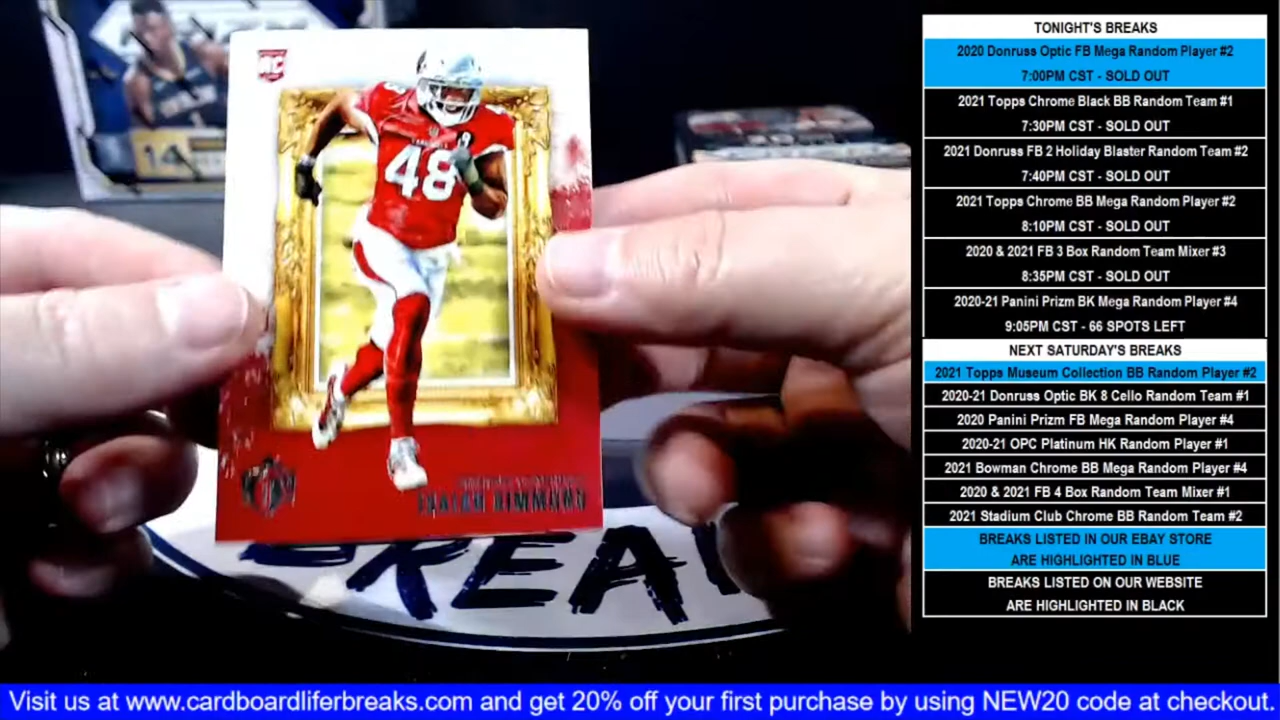 RC
48
48
ISAIAH SIMMONS
14
BREAK
TONIGHT'S BREAKS
2020 Donruss Optic FB Mega Random Player #2
7:00PM CST - SOLD OUT
2021 Topps Chrome Black BB Random Team #1
7:30PM CST - SOLD OUT
2021 Donruss FB 2 Holiday Blaster Random Team #2
7:40PM CST - SOLD OUT
2021 Topps Chrome BB Mega Random Player #2
8:10PM CST - SOLD OUT
2020 & 2021 FB 3 Box Random Team Mixer #3
8:35PM CST - SOLD OUT
2020-21 Panini Prizm BK Mega Random Player #4
9:05PM CST - 66 SPOTS LEFT
NEXT SATURDAY'S BREAKS
2021 Topps Museum Collection BB Random Player #2
2020-21 Donruss Optic BK 8 Cello Random Team #1
2020 Panini Prizm FB Mega Random Player #4
2020-21 OPC Platinum HK Random Player #1
2021 Bowman Chrome BB Mega Random Player #4
2020 & 2021 FB 4 Box Random Team Mixer #1
2021 Stadium Club Chrome BB Random Team #2
BREAKS LISTED IN OUR EBAY STORE
ARE HIGHLIGHTED IN BLUE
BREAKS LISTED ON OUR WEBSITE
ARE HIGHLIGHTED IN BLACK
Visit us at www.cardboardliferbreaks.com and get 20% off your first purchase by using NEW20 code at checkout.